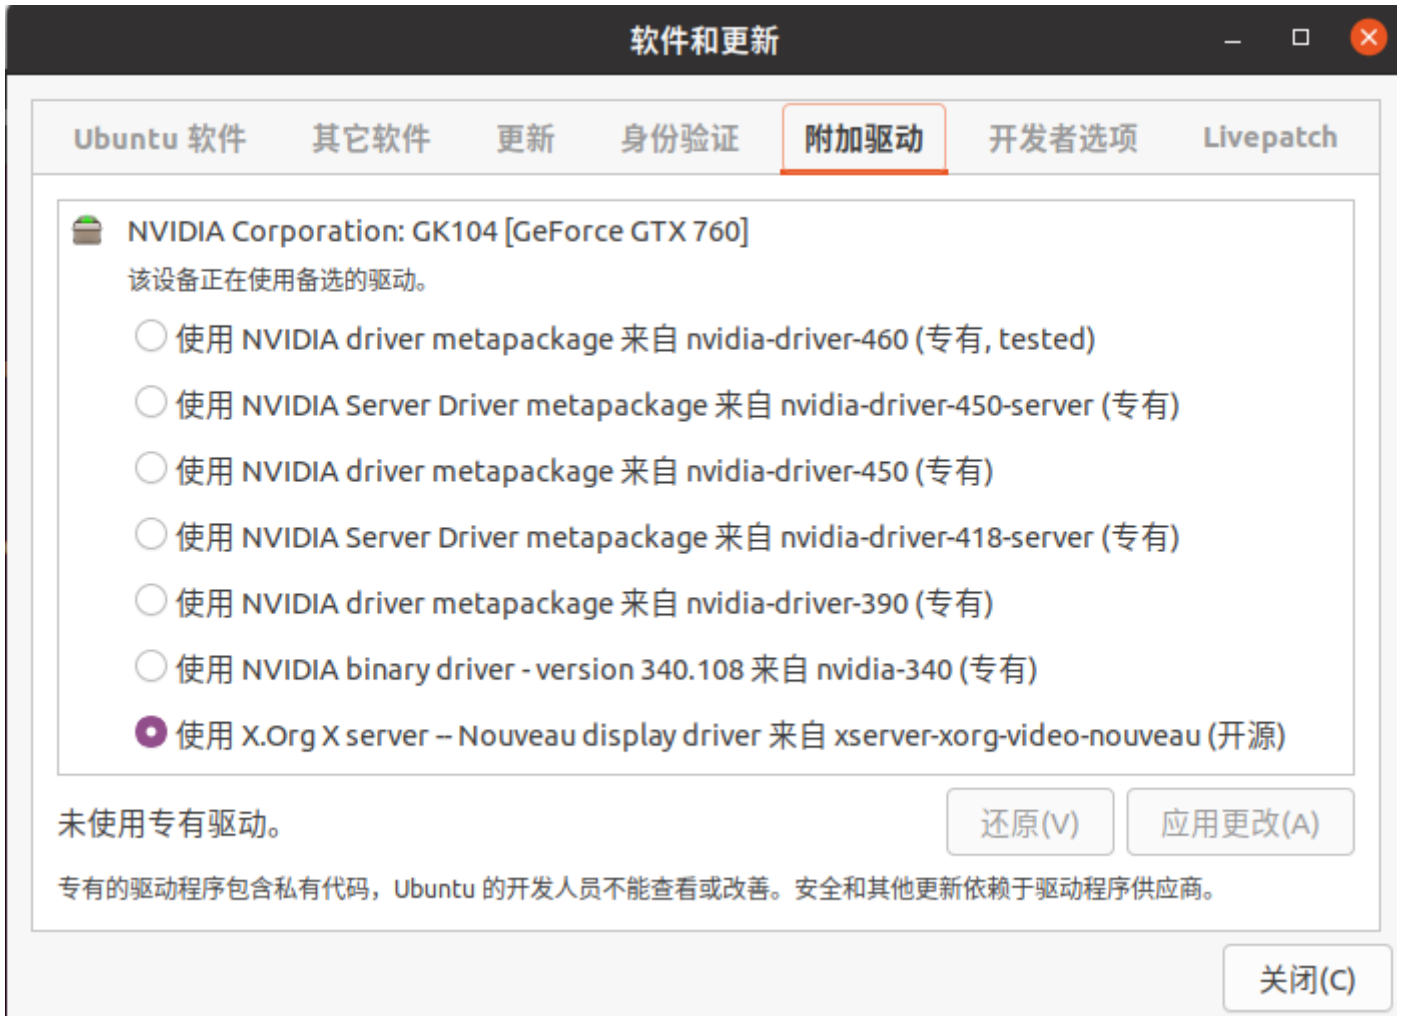 软件和更新
Ubuntu 软件 其它软件 更新 身份验证 附加驱动 开发者选项 Livepatch
NVIDIA Corporation: GK104 [GeForce GTX 760]
该设备正在使用备选的驱动。
使用 NVIDIA driver metapackage 来自 nvidia-driver-460 (专有, tested)
使用 NVIDIA Server Driver metapackage 来自 nvidia-driver-450-server (专有)
使用 NVIDIA driver metapackage 来自 nvidia-driver-450 (专有)
使用 NVIDIA Server Driver metapackage 来自 nvidia-driver-418-server (专有)
使用 NVIDIA driver metapackage 来自 nvidia-driver-390 (专有)
使用 NVIDIA binary driver - version 340.108 来自 nvidia-340 (专有)
使用 X.Org X server -- Nouveau display driver 来自 xserver-xorg-video-nouveau (开源)
未使用专有驱动。 还原(V) 应用更改(A)
专有的驱动程序包含私有代码，Ubuntu 的开发人员不能查看或改善。安全和其他更新依赖于驱动程序供应商。
关闭(C)